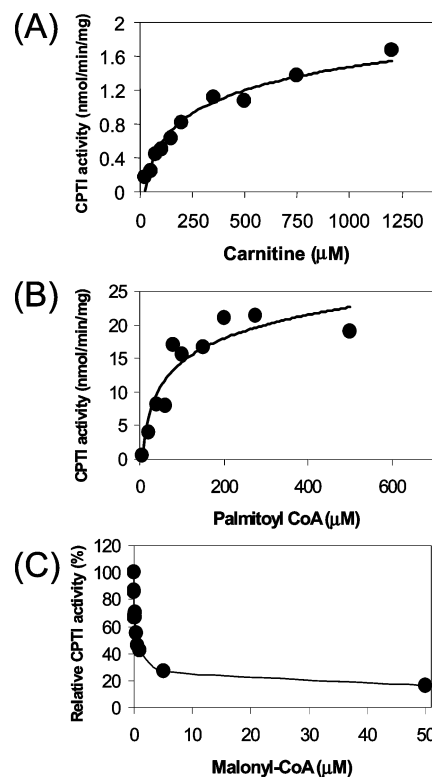 (A)
CPTI activity (nmol/min/mg)
2
1.6
1.2
0.8
0.4
0
0 250 500 750 1000 1250
Carnitine (µM)
(B)
CPTI activity (nmol/min/mg)
25
20
15
10
5
0
0 200 400 600
Palmitoyl CoA (µM)
(C)
Relative CPTI activity (%)
120
100
80
60
40
20
0
0 10 20 30 40 50
Malonyl-CoA (µM)